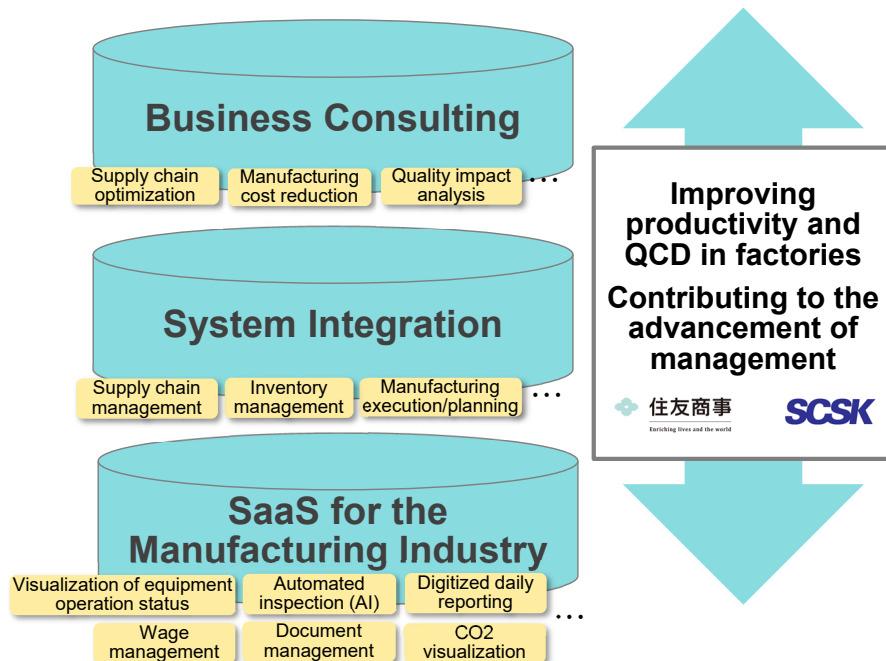 Business Consulting
Supply chain
optimization
Manufacturing
cost reduction
Quality impact
analysis
...
System Integration
Supply chain
management
Inventory
management
Manufacturing
execution/planning
...
SaaS for the
Manufacturing Industry
Visualization of equipment
operation status
Automated
inspection (AI)
Digitized daily
reporting
...
Wage
management
Document
management
CO2
visualization
Improving
productivity and
QCD in factories
Contributing to the
advancement of
management
住友商事
Enriching lives and the world
SCSK